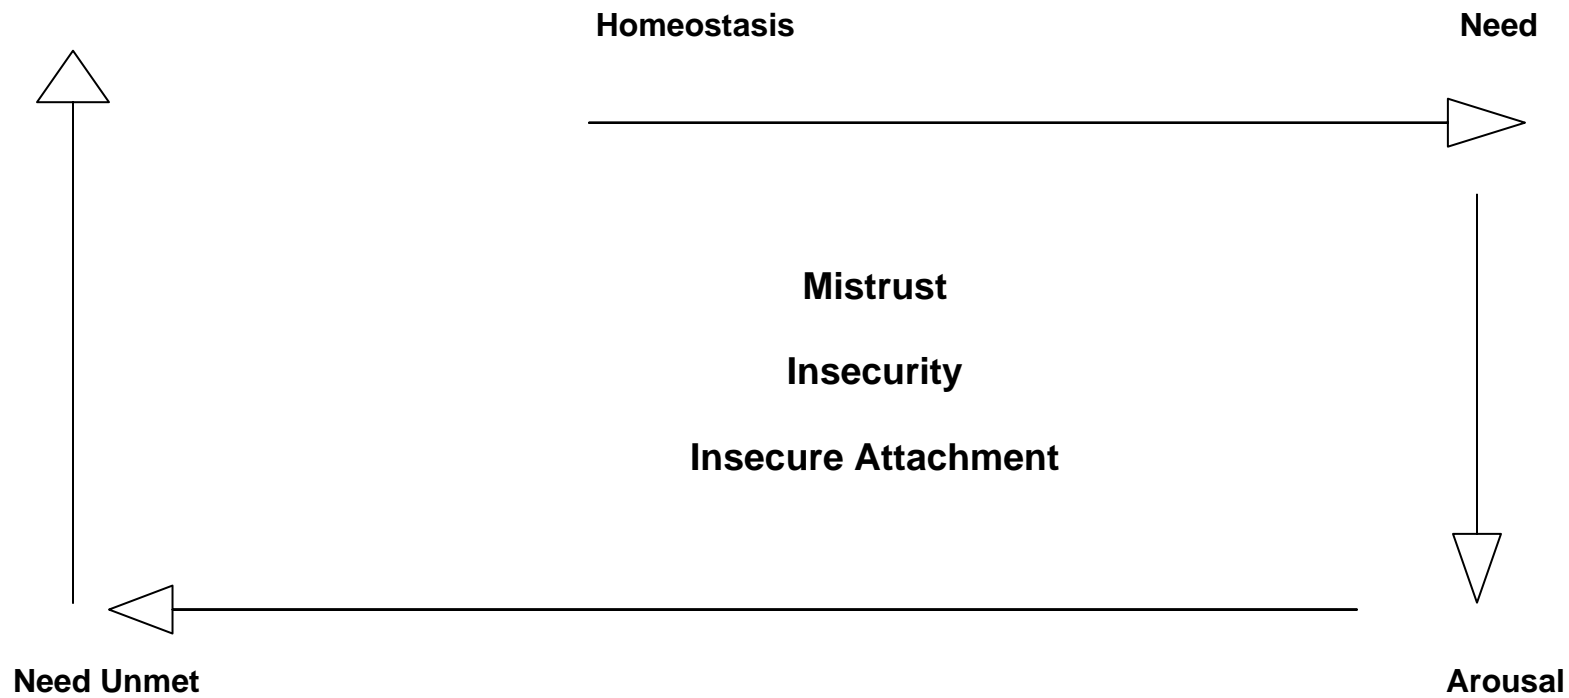 Homeostasis Need
Mistrust
Insecurity
Insecure Attachment
Need Unmet Arousal